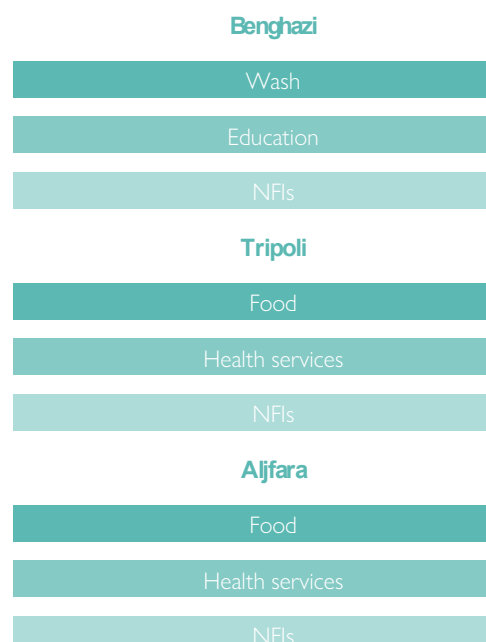 Benghazi
Wash
Education
NFIs
Tripoli
Food
Health services
NFIs
Aljfara
Food
Health services
NFIs